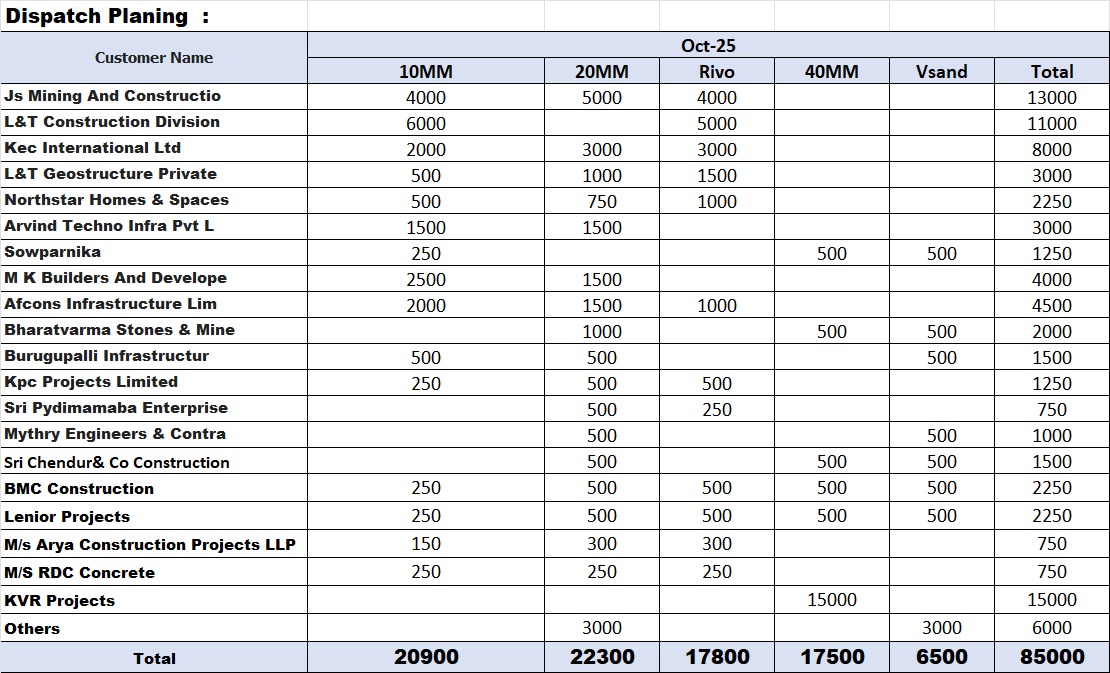 Dispatch Planing :
Customer Name Oct-25
10MM 20MM Rivo 40MM Vsand Total
Js Mining And Constructio 4000 5000 4000 13000
L&T Construction Division 6000 5000 11000
Kec International Ltd 2000 3000 3000 8000
L&T Geostructure Private 500 1000 1500 3000
Northstar Homes & Spaces 500 750 1000 2250
Arvind Techno Infra Pvt L 1500 1500 3000
Sowparnika 250 500 500 1250
M K Builders And Develope 2500 1500 4000
Afcons Infrastructure Lim 2000 1500 1000 4500
Bharatvarma Stones & Mine 1000 500 500 2000
Burugupalli Infrastructur 500 500 500 1500
Kpc Projects Limited 250 500 500 1250
Sri Pydimamaba Enterprise 500 250 750
Mythry Engineers & Contra 500 500 1000
Sri Chendur& Co Construction 500 500 500 1500
BMC Construction 250 500 500 500 500 2250
Lenior Projects 250 500 500 500 500 2250
M/s Arya Construction Projects LLP 150 300 300 750
M/S RDC Concrete 250 250 250 750
KVR Projects 15000 15000
Others 3000 3000 6000
Total 20900 22300 17800 17500 6500 85000